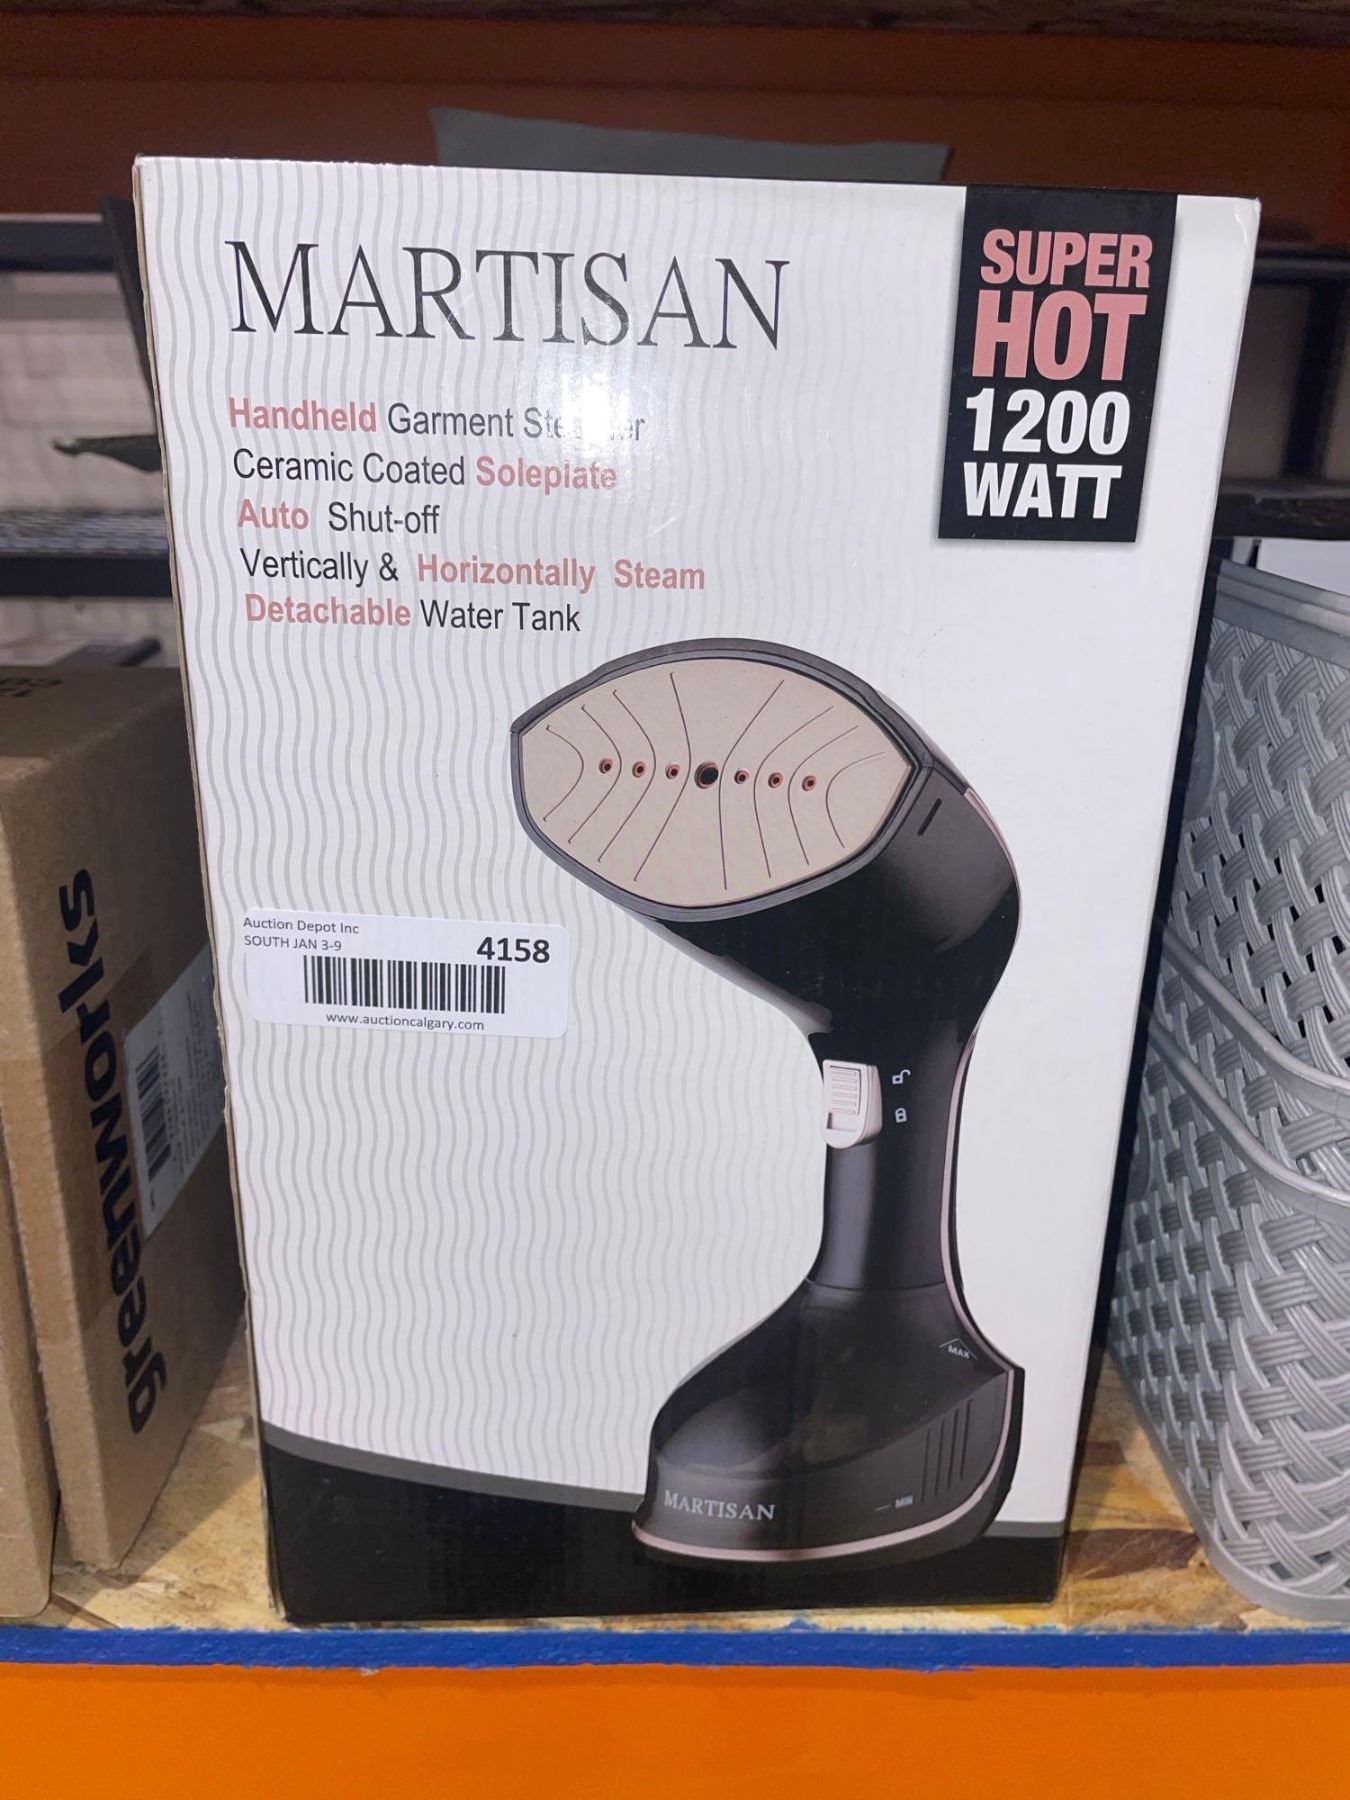 MARTISAN
SUPER
HOT
1200
WATT
Handheld Garment
Ceramic Coated Soleplate
Auto Shut-off
Vertically & Horizontally Steam
Detachable Water Tank
Auction Depot Inc
SOUTH JAN 3-9
4158
www.auctioncalgary.com
MAX
MIN
MARTISAN
greenworks